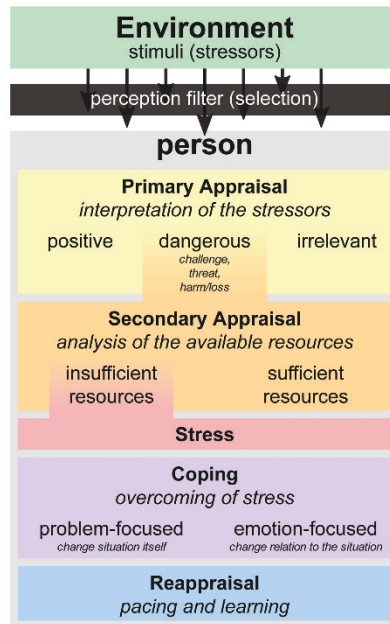 Environment
stimuli (stressors)
perception filter (selection)
person
Primary Appraisal
interpretation of the stressors
positive dangerous irrelevant
challenge,
threat,
harm/loss
Secondary Appraisal
analysis of the available resources
insufficient sufficient
resources resources
Stress
Coping
overcoming of stress
problem-focused emotion-focused
change situation itself change relation to the situation
Reappraisal
pacing and learning